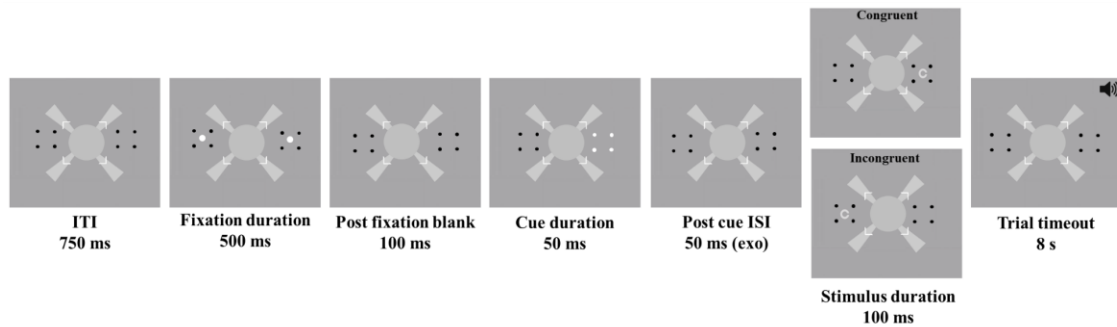 Congruent
Incongruent
ITI
750 ms
Fixation duration
500 ms
Post fixation blank
100 ms
Cue duration
50 ms
Post cue ISI
50 ms (exo)
Stimulus duration
100 ms
Trial timeout
8 s